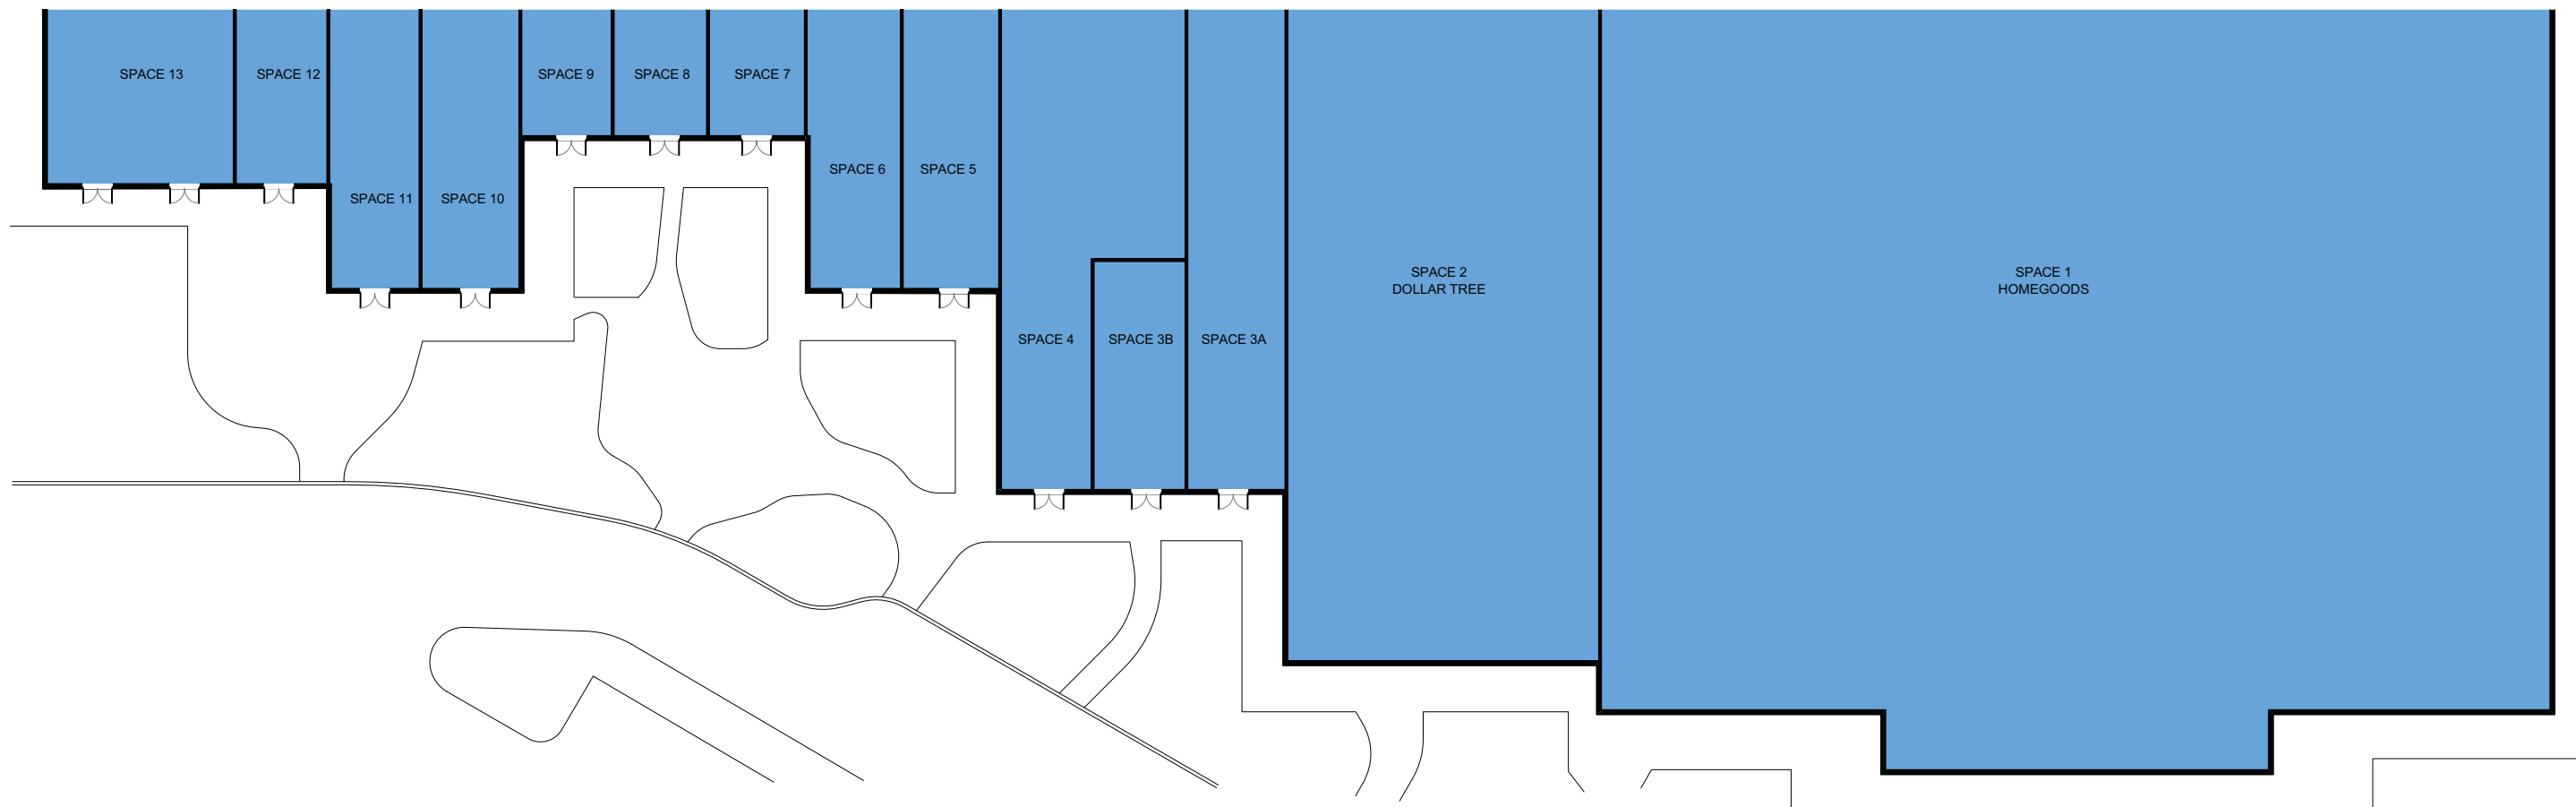 SPACE 13
SPACE 12
SPACE 11
SPACE 10
SPACE 9
SPACE 8
SPACE 7
SPACE 6
SPACE 5
SPACE 4
SPACE 3B
SPACE 3A
SPACE 2
DOLLAR TREE
SPACE 1
HOMEGOODS